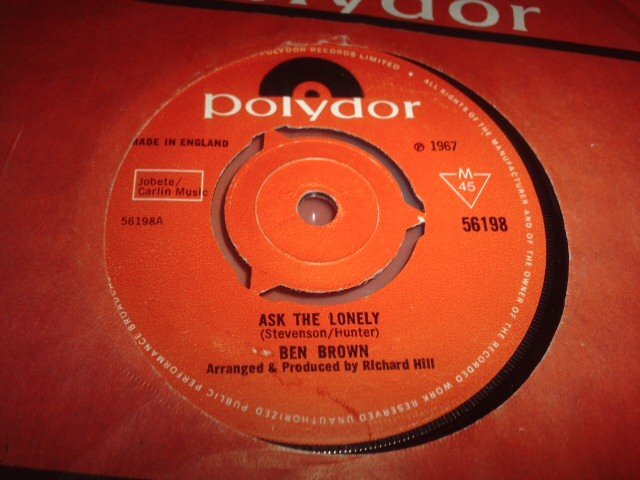 polydor
POLYDOR RECORDS LIMITED
ALL RIGHTS OF THE MANUFACTURER AND OF THE OWNER OF THE RECORDED WORK RESERVED UNAUTHORIZED PUBLIC PERFORMANCE
polydor
MADE IN ENGLAND
℗ 1967
Jobete/
Carlin Music
M
45
56198A
56198
ASK THE LONELY
(Stevenson/Hunter)
BEN BROWN
Arranged & Produced by Richard Hill